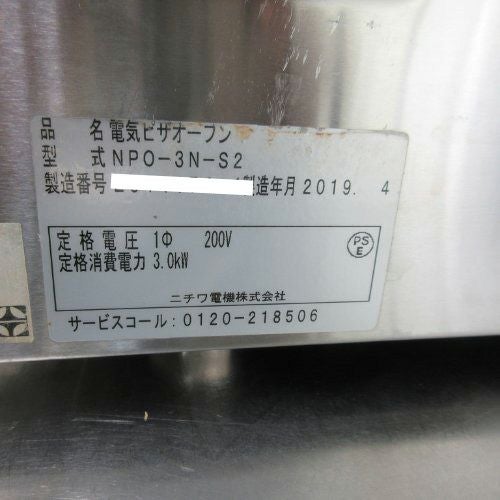 品 名 電気ピザオーブン
型 式 NPO-3N-S2
製造番号 製造年月 2019. 4
定格電圧 1Φ 200V
定格消費電力 3.0kW
PS
E
ニチワ電機株式会社
サービスコール:0120-218506